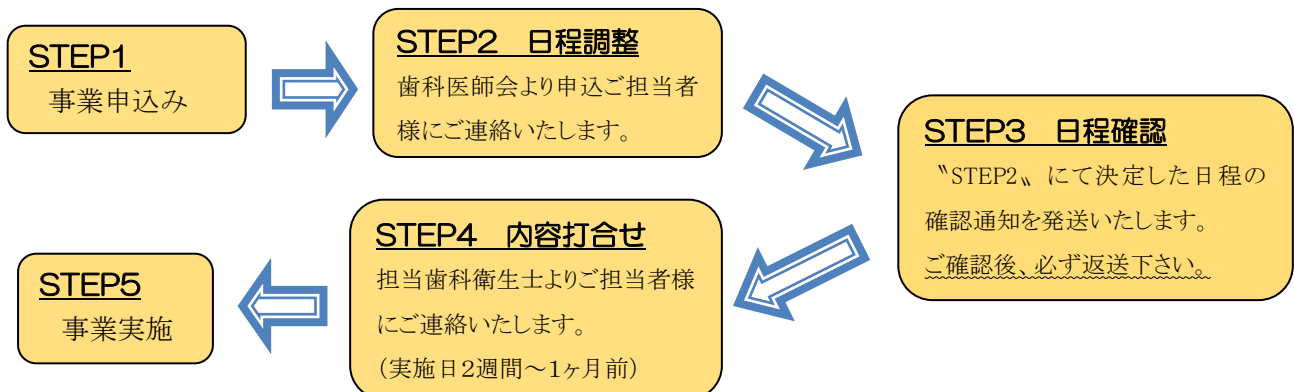 STEP1
事業申込み
STEP2　日程調整
歯科医師会より申込ご担当者
様にご連絡いたします。
STEP3　日程確認
〝STEP2〟にて決定した日程の
確認通知を発送いたします。
ご確認後、必ず返送下さい。
STEP4　内容打合せ
担当歯科衛生士よりご担当者様
にご連絡いたします。
（実施日2週間～1ヶ月前）
STEP5
事業実施